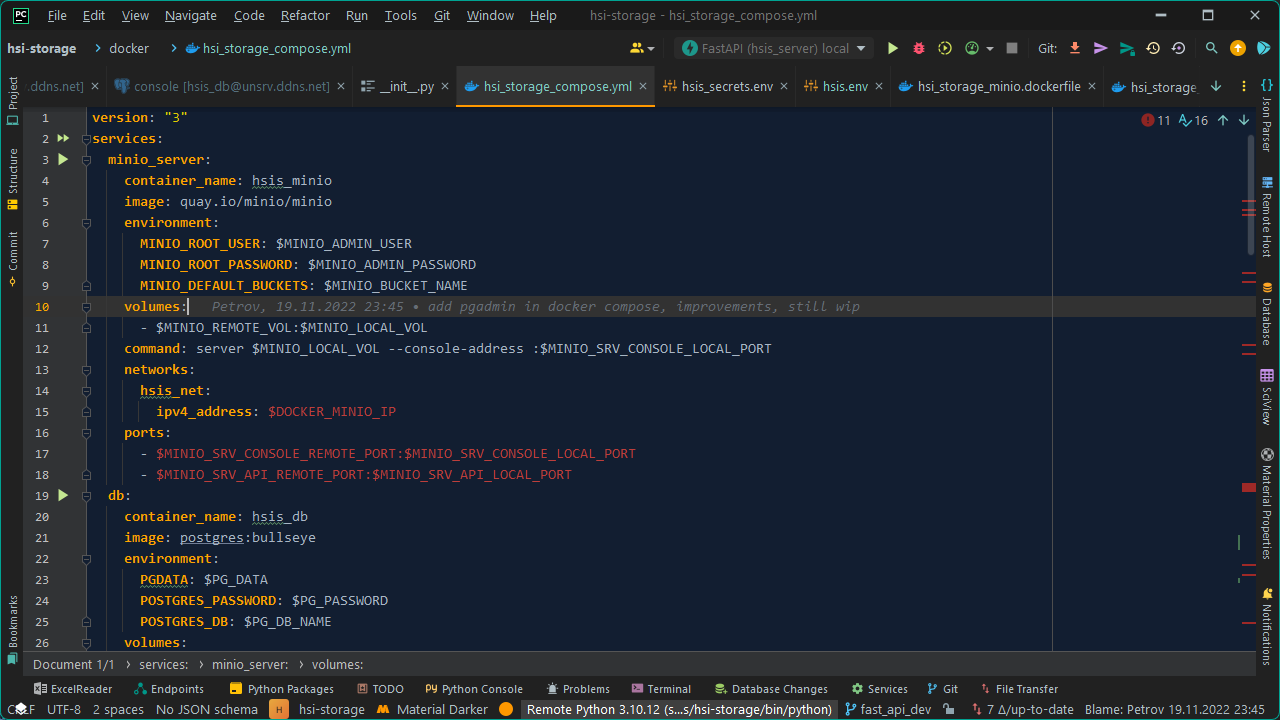 PC File Edit View Navigate Code Refactor Run Tools Git Window Help hsi-storage - hsi_storage_compose.yml
hsi-storage docker hsi_storage_compose.yml FastAPI (hsis_server) local Git:
.ddns.net] console [hsis_db@unsrv.ddns.net] __init__.py hsi_storage_compose.yml hsi_secrets.env hsis.env hsi_storage_minio.dockerfile hsi_storage_
11 16
1 version: "3"
2 services:
3 minio_server:
4 container_name: hsis_minio
5 image: quay.io/minio/minio
6 environment:
7 MINIO_ROOT_USER: $MINIO_ADMIN_USER
8 MINIO_ROOT_PASSWORD: $MINIO_ADMIN_PASSWORD
9 MINIO_DEFAULT_BUCKETS: $MINIO_BUCKET_NAME
10 volumes: Petrov, 19.11.2022 23:45 • add pgadmin in docker compose, improvements, still wip
11 - $MINIO_REMOTE_VOL:$MINIO_LOCAL_VOL
12 command: server $MINIO_LOCAL_VOL --console-address :$MINIO_SRV_CONSOLE_LOCAL_PORT
13 networks:
14 hsis_net:
15 ipv4_address: $DOCKER_MINIO_IP
16 ports:
17 - $MINIO_SRV_CONSOLE_REMOTE_PORT:$MINIO_SRV_CONSOLE_LOCAL_PORT
18 - $MINIO_SRV_API_REMOTE_PORT:$MINIO_SRV_API_LOCAL_PORT
19 db:
20 container_name: hsis_db
21 image: postgres:bullseye
22 environment:
23 PGDATA: $PG_DATA
24 POSTGRES_PASSWORD: $PG_PASSWORD
25 POSTGRES_DB: $PG_DB_NAME
26 volumes:
Project
Structure
Commit
Bookmarks
Json Parser
Remote Host
Database
SciView
Material Properties
Notifications
Document 1/1 services: minio_server: volumes:
ExcelReader Endpoints Python Packages TODO Python Console Problems Terminal Database Changes Services Git File Transfer
UTF-8 2 spaces No JSON schema H hsi-storage Material Darker Remote Python 3.10.12 (s...s/hsi-storage/bin/python) fast_api_dev 7 Δ/up-to-date Blame: Petrov 19.11.2022 23:45